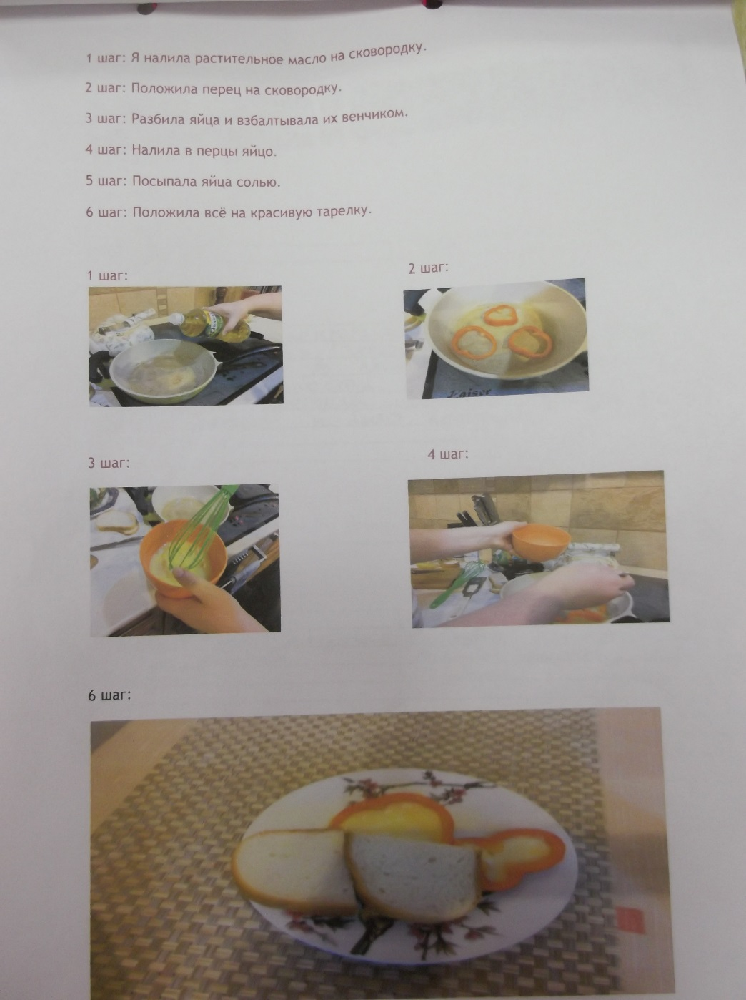 1 шаг: Я налила растительное масло на сковородку.
2 шаг: Положила перец на сковородку.
3 шаг: Разбила яйца и взбалтывала их венчиком.
4 шаг: Налила в перцы яйцо.
5 шаг: Посыпала яйца солью.
6 шаг: Положила всё на красивую тарелку.
1 шаг:
2 шаг:
Kaiser
3 шаг:
4 шаг:
6 шаг: